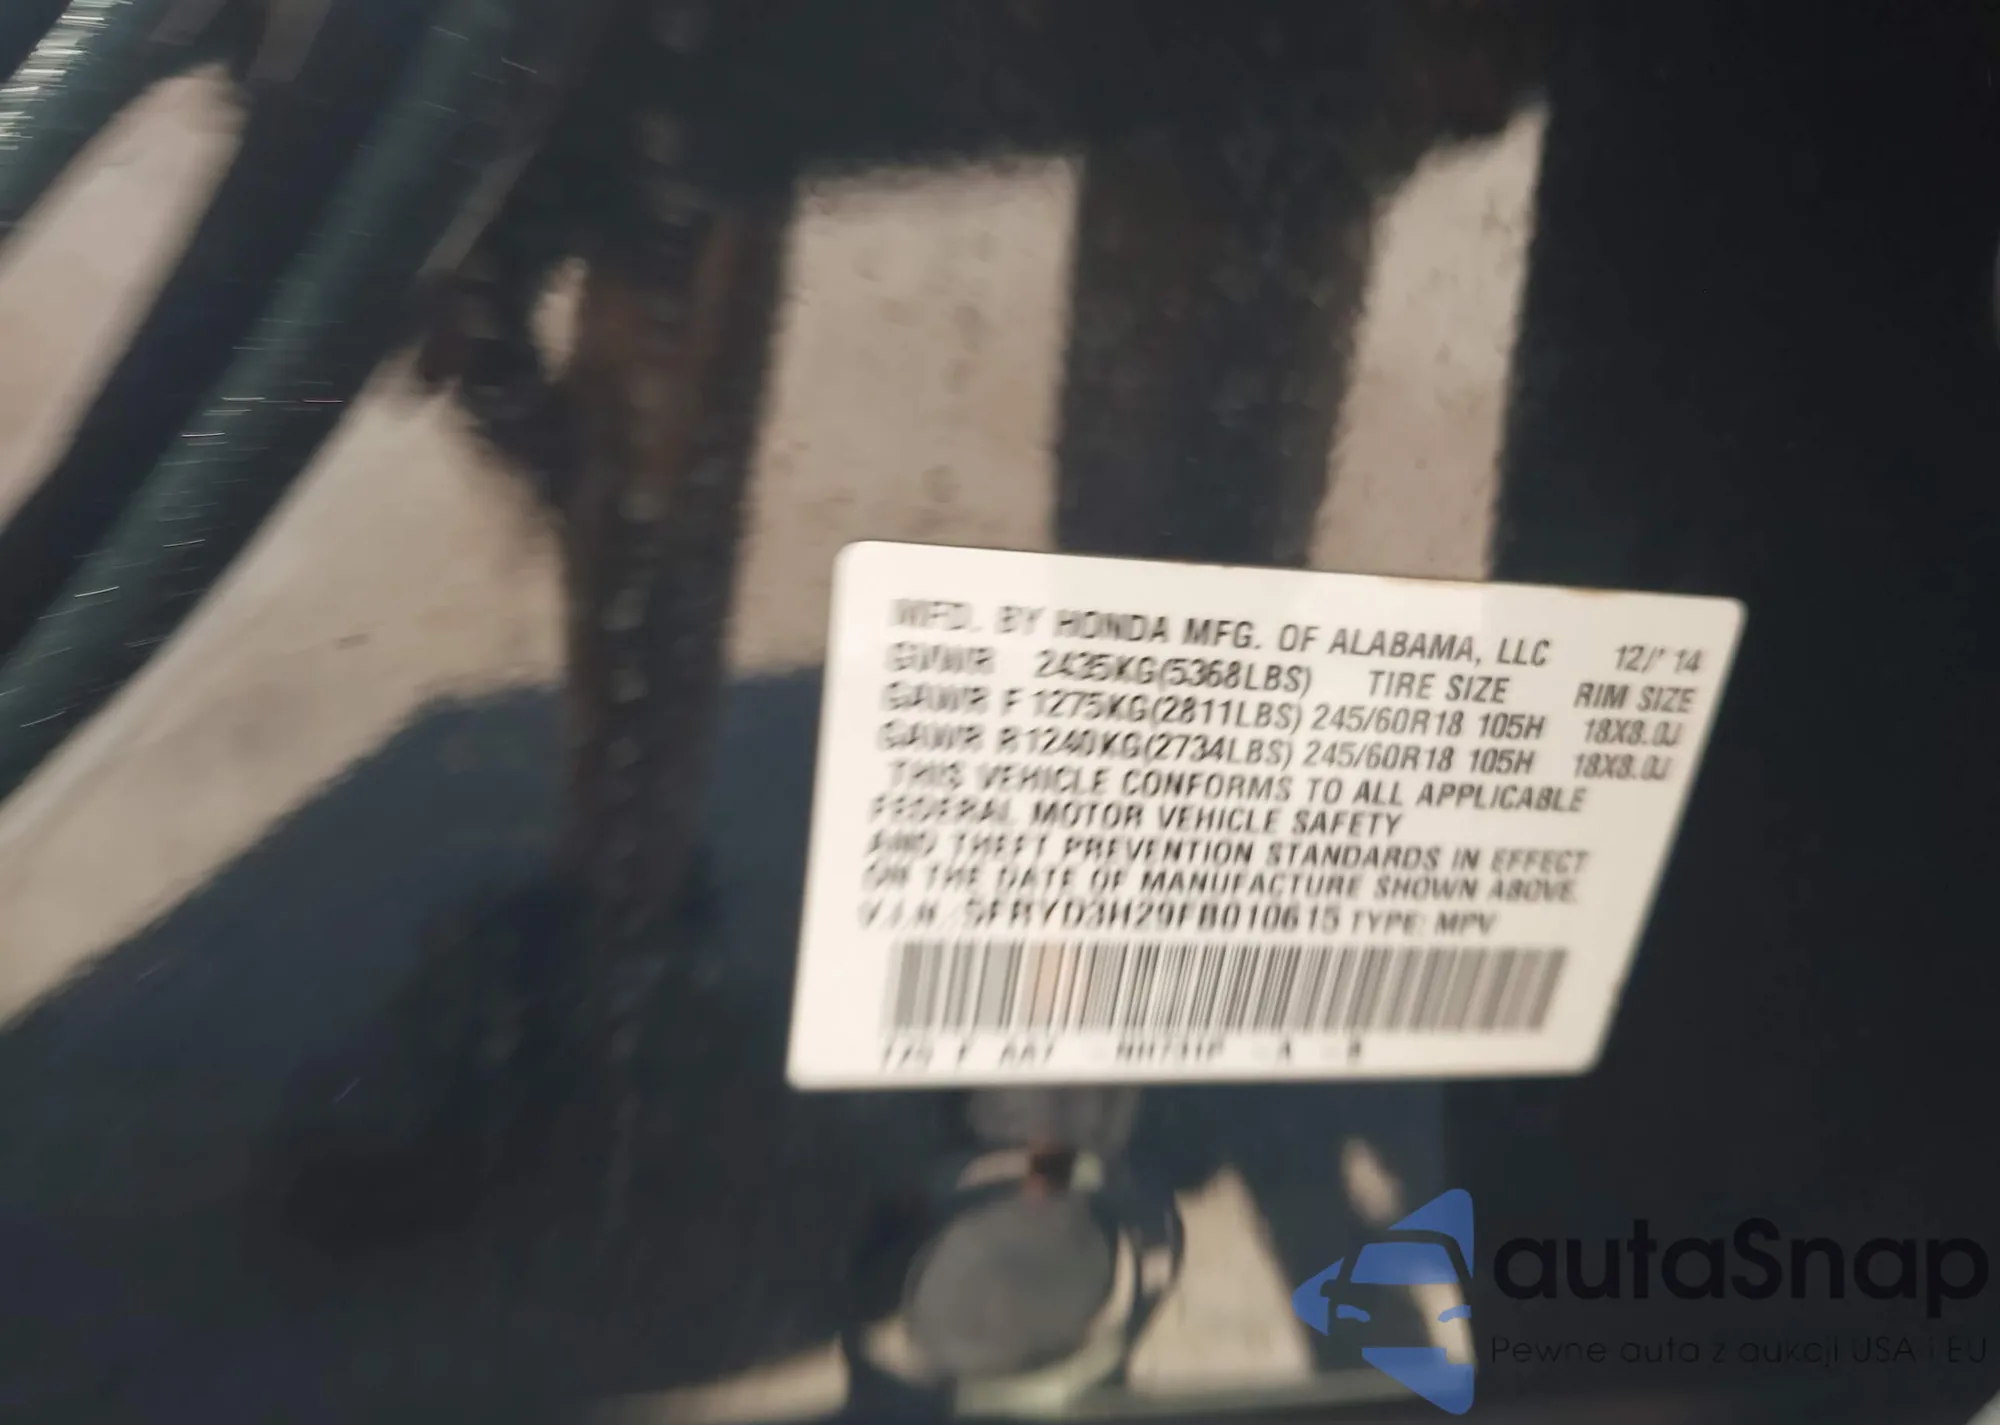 MFD. BY HONDA MFG. OF ALABAMA, LLC 12/'14
GVWR 2435KG(5368LBS) TIRE SIZE RIM SIZE
GAWR F 1275KG(2811LBS) 245/60R18 105H 18X8.0J
GAWR R 1240KG(2734LBS) 245/60R18 105H 18X8.0J
THIS VEHICLE CONFORMS TO ALL APPLICABLE
FEDERAL MOTOR VEHICLE SAFETY
AND THEFT PREVENTION STANDARDS IN EFFECT
ON THE DATE OF MANUFACTURE SHOWN ABOVE.
V.I.N. 5FRYD3H29FB010615 TYPE: MPV
NH731P -A -B
autaSnap
Pewne auta z aukcji USA i EU